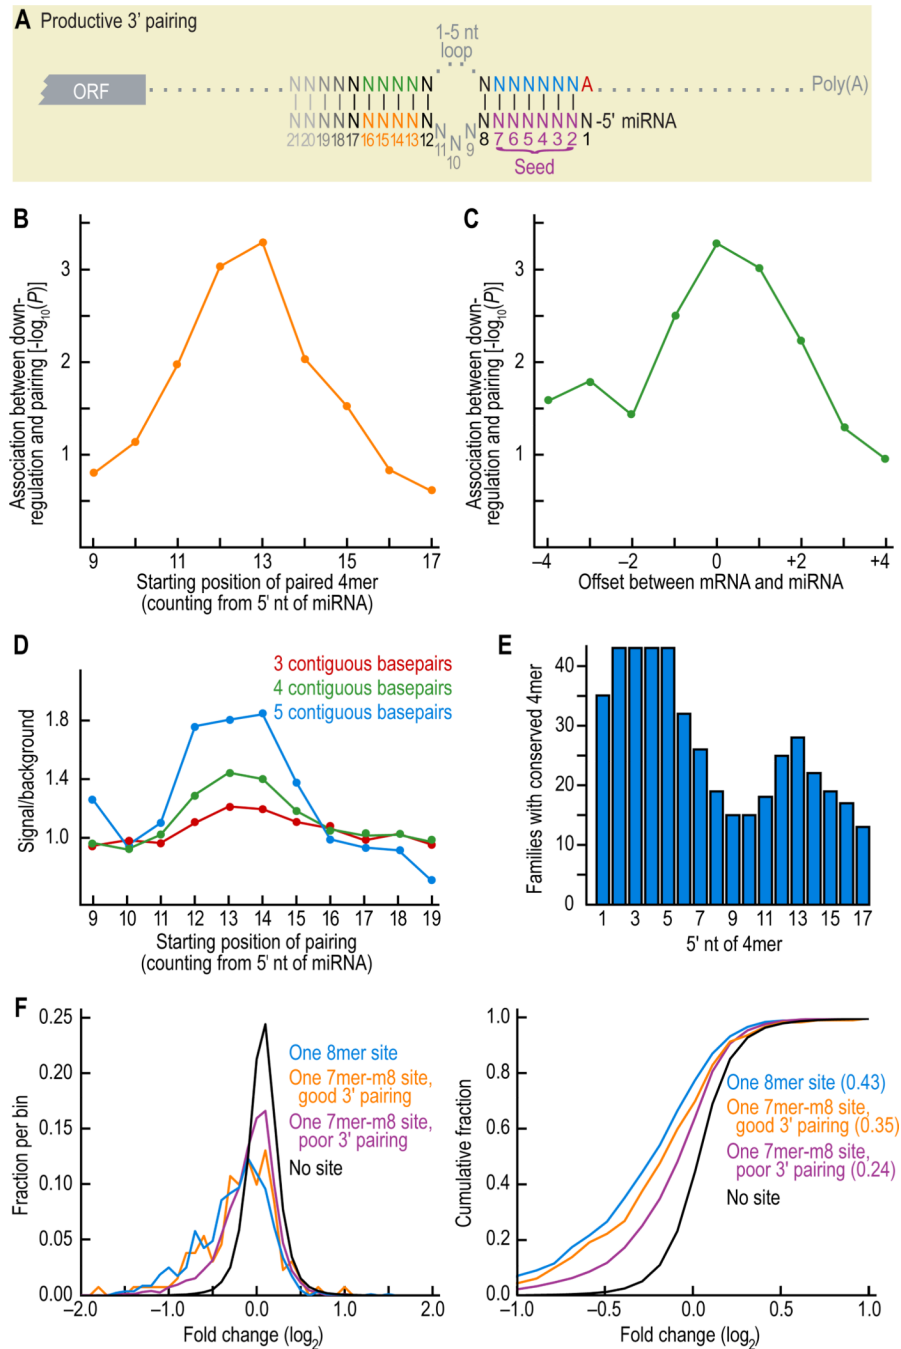 A Productive 3' pairing
1-5 nt
loop
ORF
NNNNNNNNNN
NNNNNNNA
Poly(A)
NNNNNNNNNN
NNN
NNNNNNNN-5' miRNA
21201918171615141312
11 10 9
8 7 6 5 4 3 2 1
Seed
B
Association between down-
regulation and pairing [-log10(P)]
3
2
1
9 11 13 15 17
Starting position of paired 4mer
(counting from 5' nt of miRNA)
C
Association between down-
regulation and pairing [-log10(P)]
3
2
1
–4 –2 0 +2 +4
Offset between mRNA and miRNA
D
3 contiguous basepairs
4 contiguous basepairs
5 contiguous basepairs
Signal/background
1.8
1.4
1.0
9 10 11 12 13 14 15 16 17 18 19
Starting position of pairing
(counting from 5' nt of miRNA)
E
Families with conserved 4mer
40
30
20
10
0
1 3 5 7 9 11 13 15 17
5' nt of 4mer
F
Fraction per bin
0.25
0.20
0.15
0.10
0.05
0.00
One 8mer site
One 7mer-m8 site,
good 3' pairing
One 7mer-m8 site,
poor 3' pairing
No site
–2.0 –1.0 0.0 1.0 2.0
Fold change (log2)
Cumulative fraction
1.0
0.8
0.6
0.4
0.2
0.0
One 8mer site (0.43)
One 7mer-m8 site,
good 3' pairing (0.35)
One 7mer-m8 site,
poor 3' pairing (0.24)
No site
–1.0 –0.5 0.0 0.5 1.0
Fold change (log2)